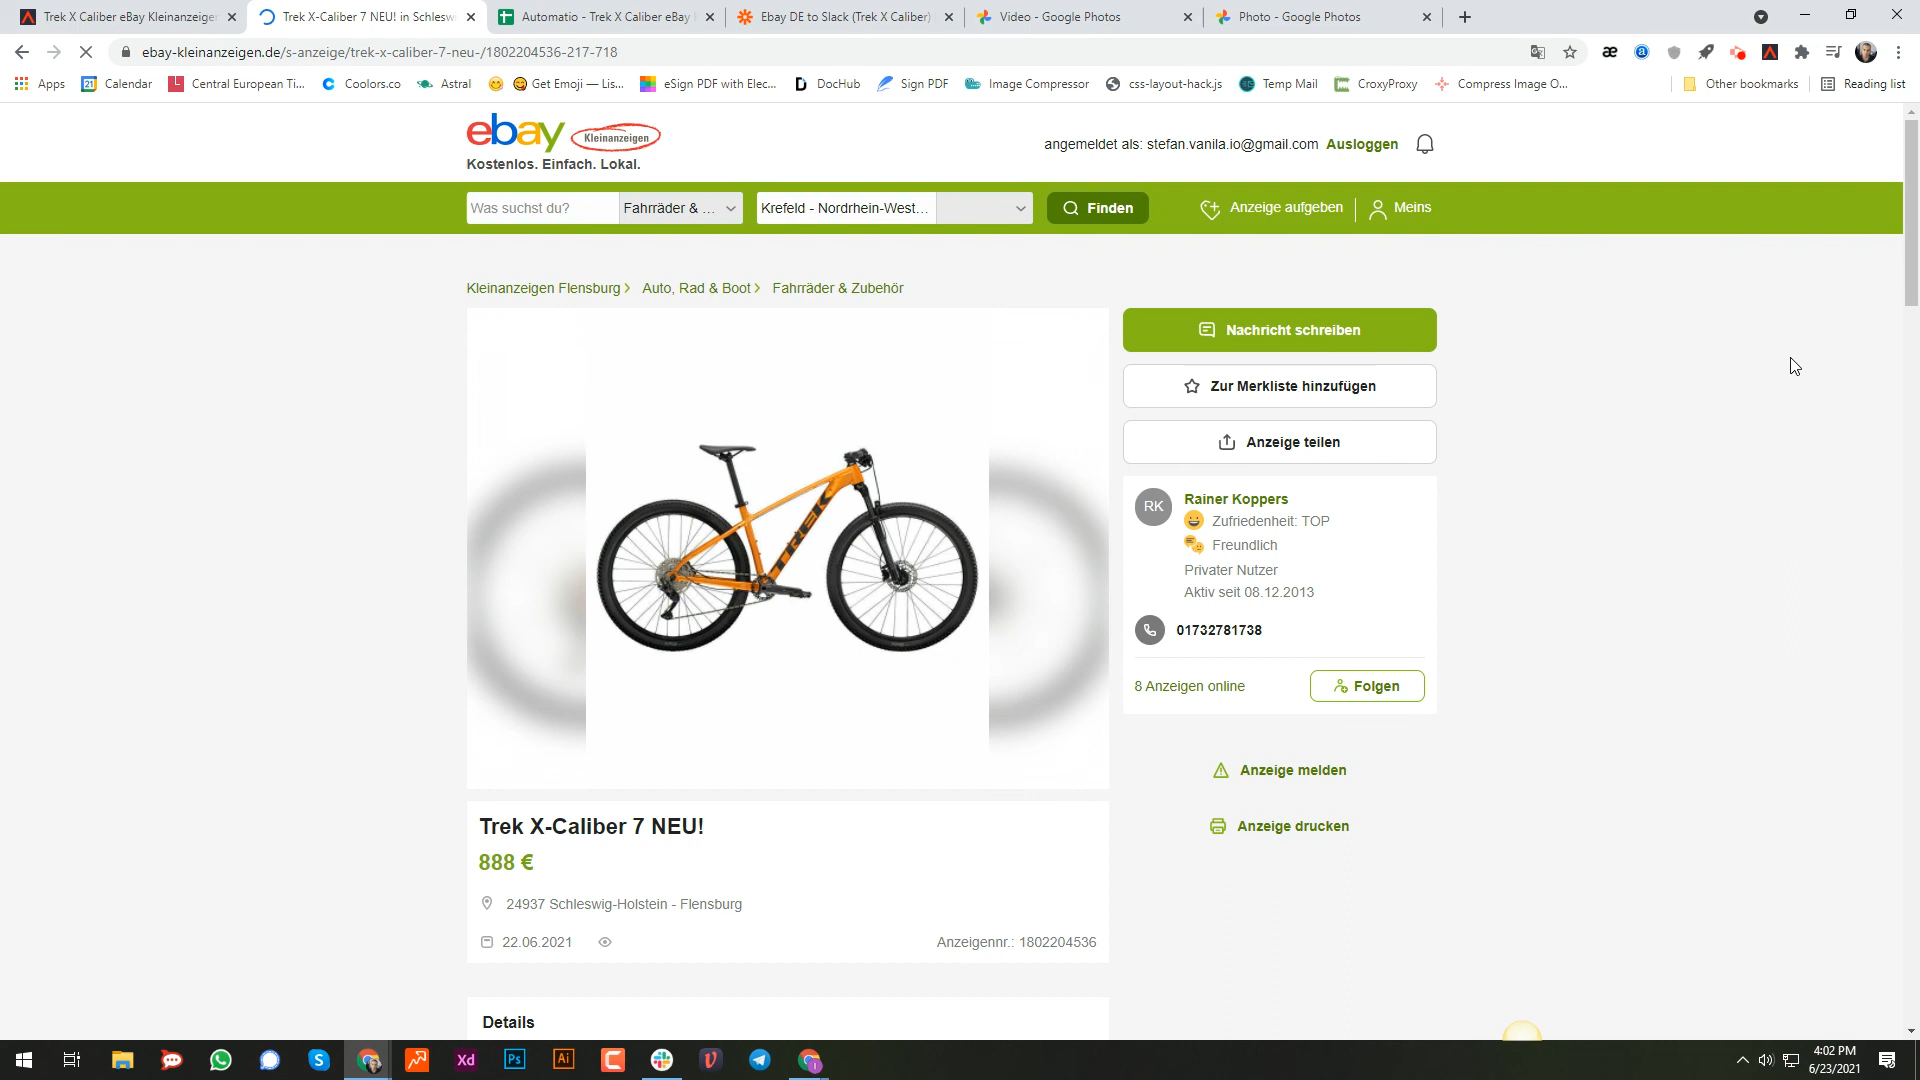 Trek X Caliber eBay Kleinanzeigen
Trek X-Caliber 7 NEU! in Schlesw
Automatio - Trek X Caliber eBay
Ebay DE to Slack (Trek X Caliber)
Video - Google Photos
Photo - Google Photos
ebay-kleinanzeigen.de/s-anzeige/trek-x-caliber-7-neu-/1802204536-217-718
Apps
Calendar
Central European Ti...
Coolors.co
Astral
Get Emoji — Lis...
eSign PDF with Elec...
DocHub
Sign PDF
Image Compressor
css-layout-hack.js
Temp Mail
CroxyProxy
Compress Image O...
Other bookmarks
Reading list
ebay Kleinanzeigen
Kostenlos. Einfach. Lokal.
angemeldet als: stefan.vanila.io@gmail.com Ausloggen
Was suchst du?
Fahrräder & ...
Krefeld - Nordrhein-West...
Finden
Anzeige aufgeben
Meins
Kleinanzeigen Flensburg > Auto, Rad & Boot > Fahrräder & Zubehör
TREK
Nachricht schreiben
Zur Merkliste hinzufügen
Anzeige teilen
RK
Rainer Koppers
Zufriedenheit: TOP
Freundlich
Privater Nutzer
Aktiv seit 08.12.2013
01732781738
8 Anzeigen online
Folgen
Anzeige melden
Anzeige drucken
Trek X-Caliber 7 NEU!
888 €
24937 Schleswig-Holstein - Flensburg
22.06.2021
Anzeigennr.: 1802204536
Details
Xd
Ps
Ai
4:02 PM
6/23/2021